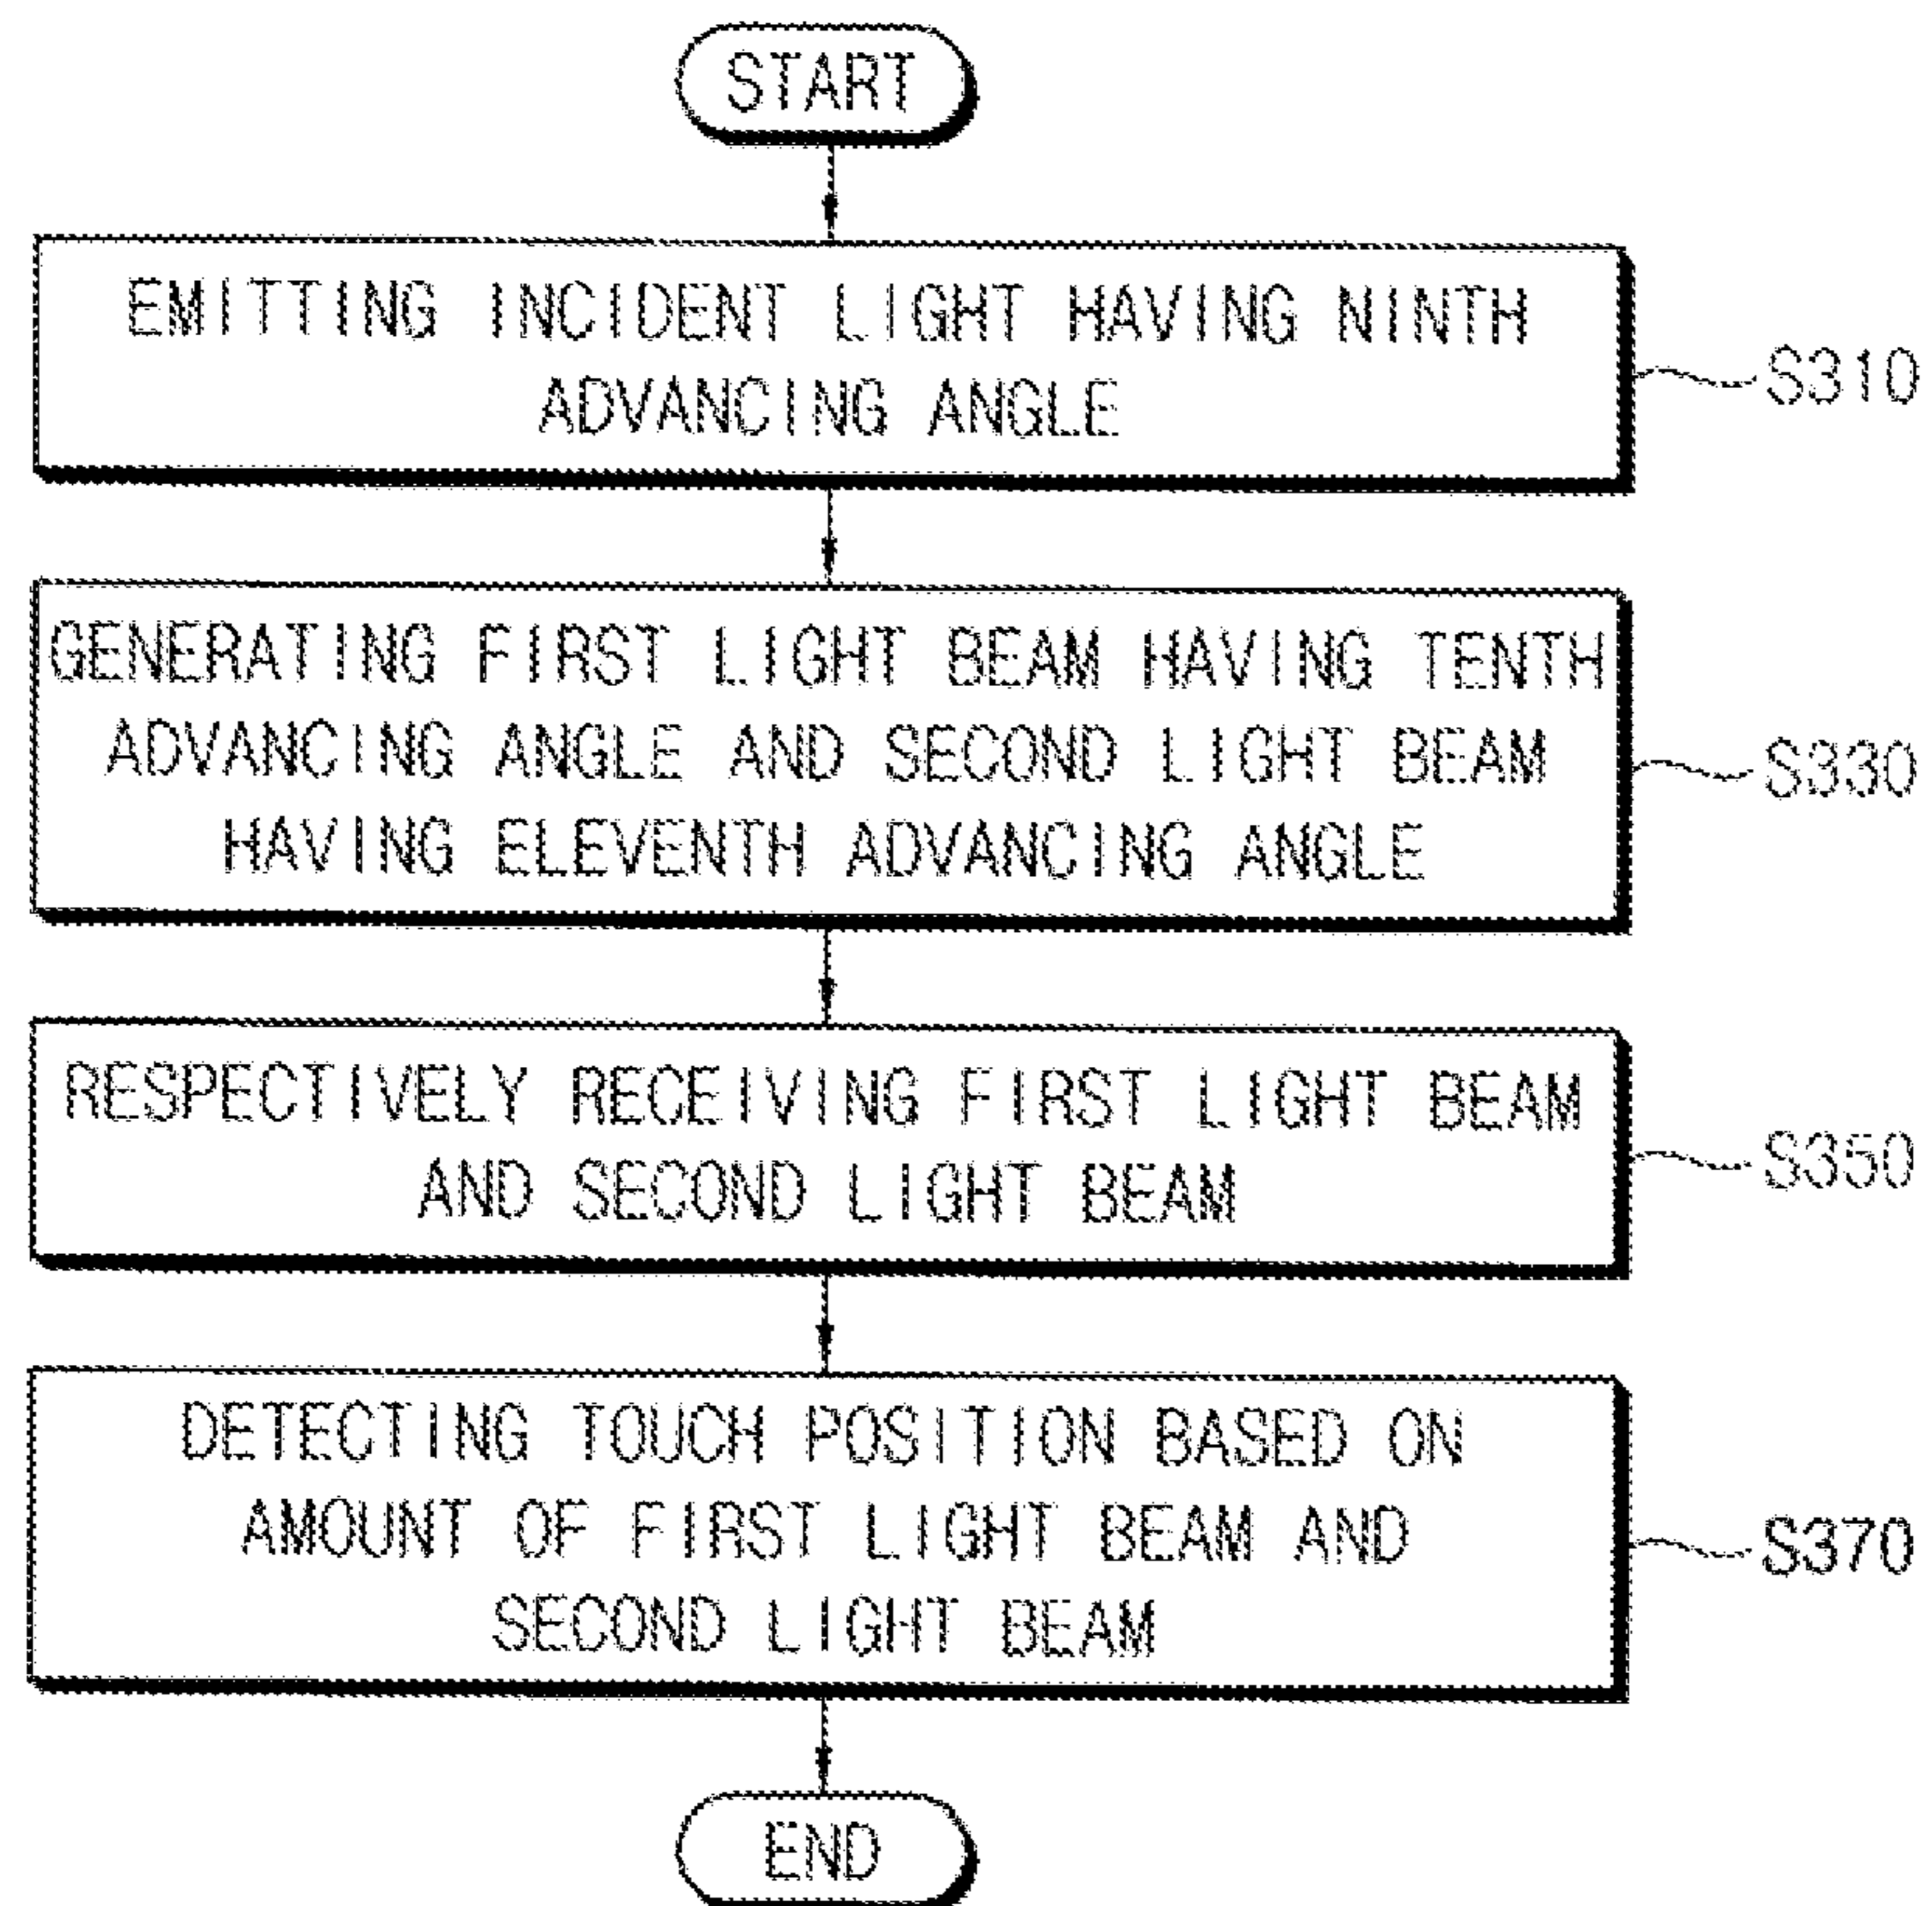 START
EMITTING INCIDENT LIGHT HAVING NINTH
ADVANCING ANGLE
S310
GENERATING FIRST LIGHT BEAM HAVING TENTH
ADVANCING ANGLE AND SECOND LIGHT BEAM
HAVING ELEVENTH ADVANCING ANGLE
S330
RESPECTIVELY RECEIVING FIRST LIGHT BEAM
AND SECOND LIGHT BEAM
S350
DETECTING TOUCH POSITION BASED ON
AMOUNT OF FIRST LIGHT BEAM AND
SECOND LIGHT BEAM
S370
END